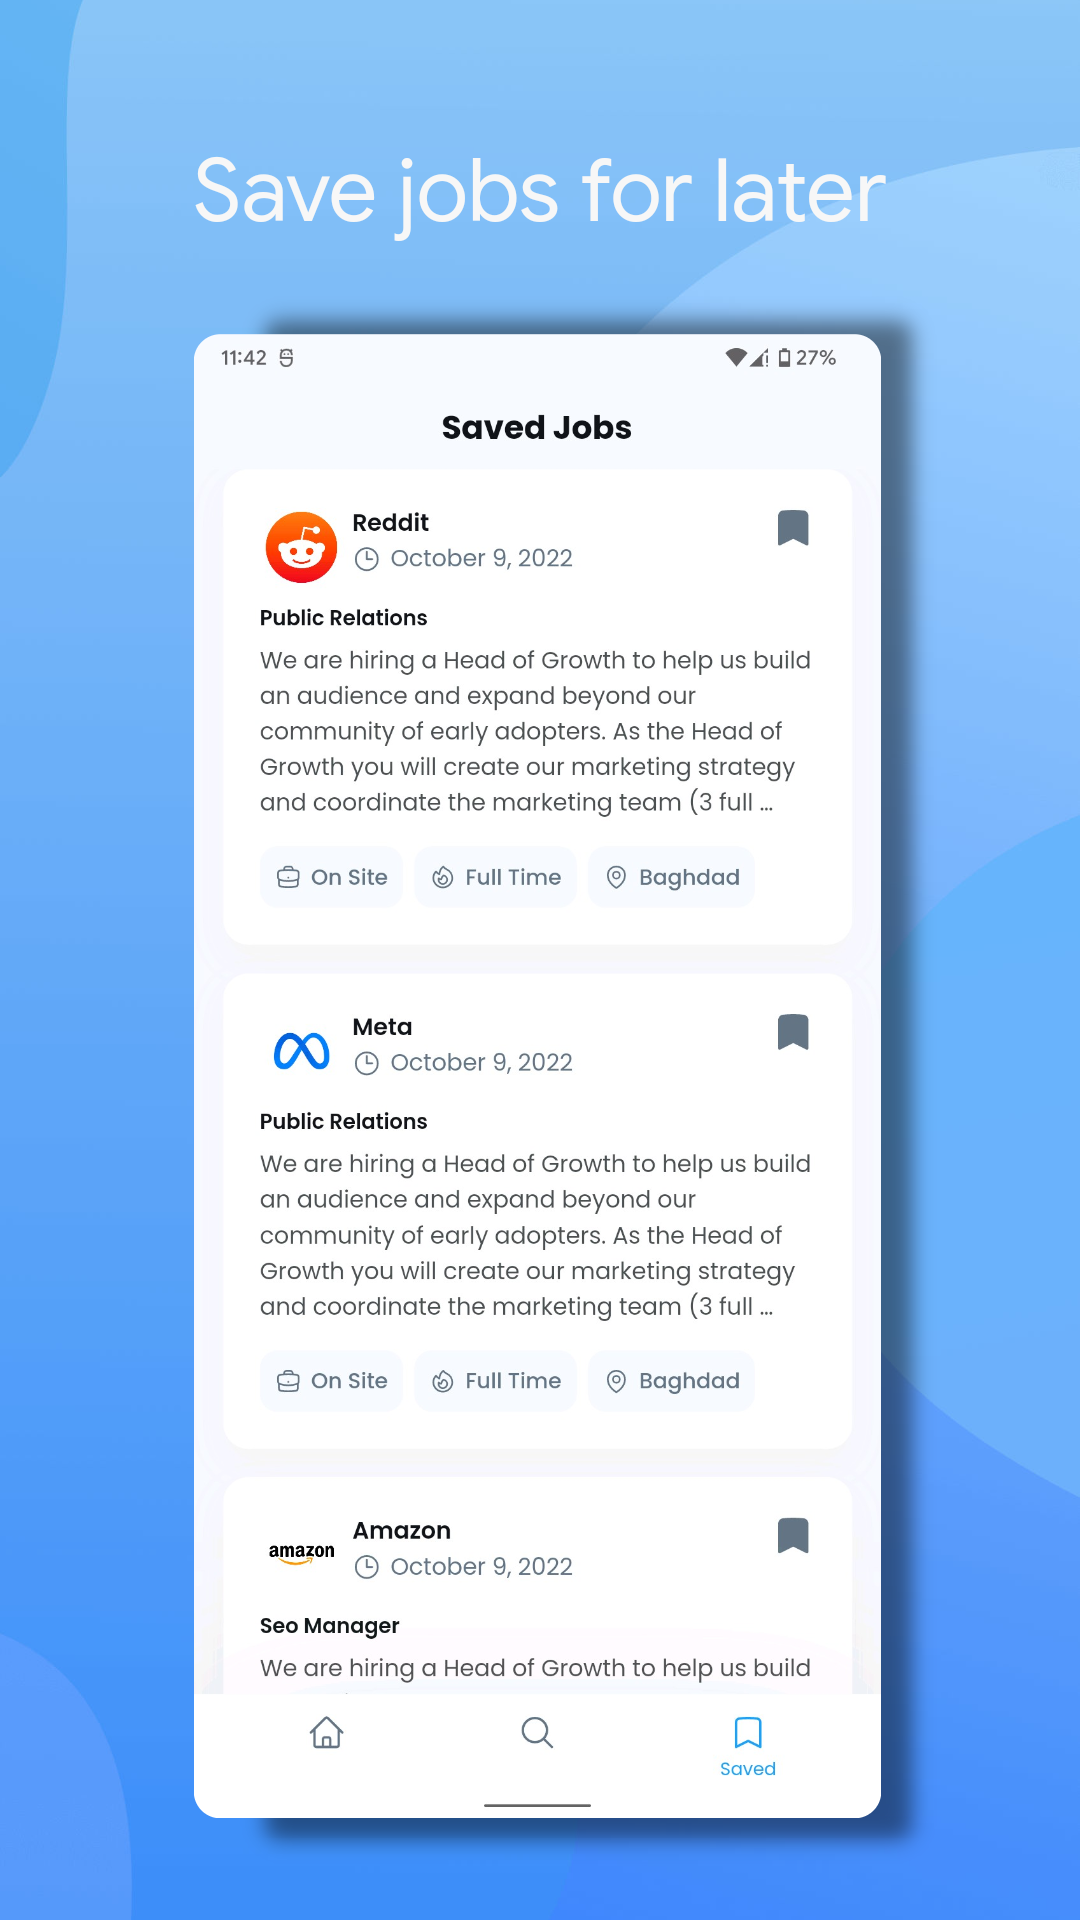 Save jobs for later
11:42
27%
Saved Jobs
Reddit
October 9, 2022
Public Relations
We are hiring a Head of Growth to help us build
an audience and expand beyond our
community of early adopters. As the Head of
Growth you will create our marketing strategy
and coordinate the marketing team (3 full ...
On Site
Full Time
Baghdad
Meta
October 9, 2022
Public Relations
We are hiring a Head of Growth to help us build
an audience and expand beyond our
community of early adopters. As the Head of
Growth you will create our marketing strategy
and coordinate the marketing team (3 full ...
On Site
Full Time
Baghdad
amazon
Amazon
October 9, 2022
Seo Manager
We are hiring a Head of Growth to help us build
Saved